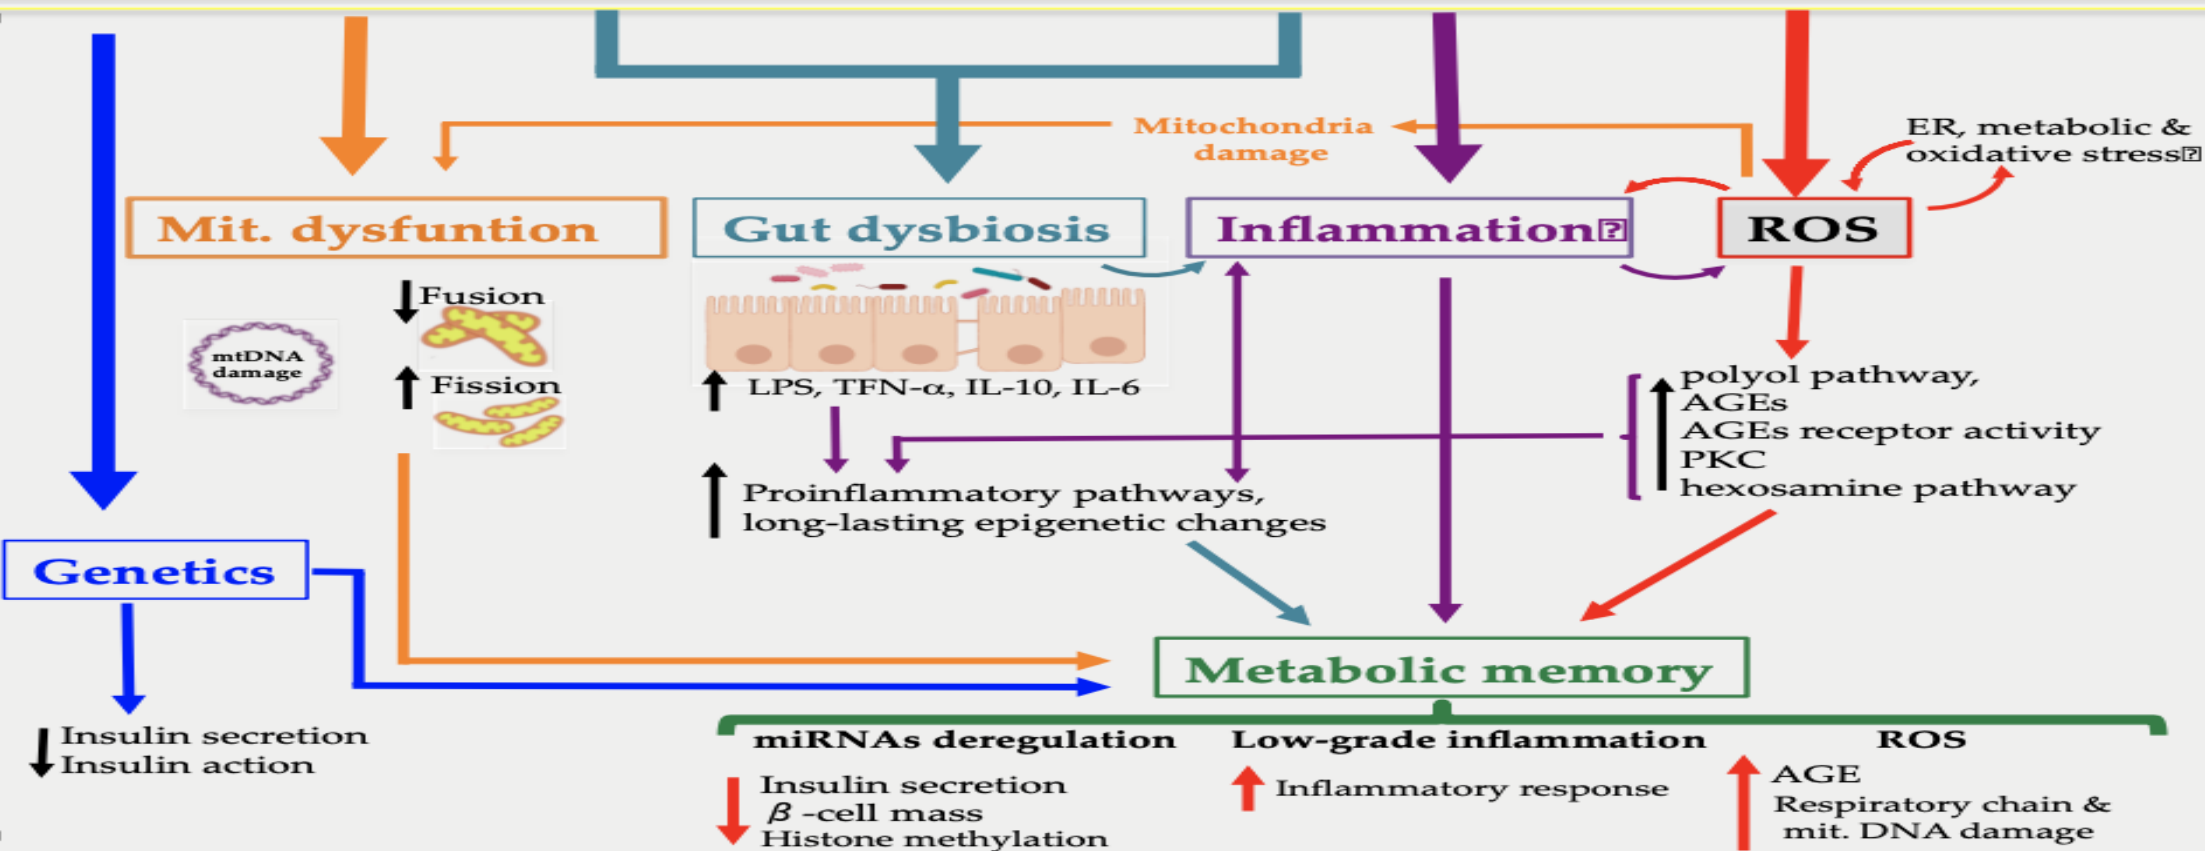 Mitochondria
damage
ER, metabolic &
oxidative stress
Mit. dysfuntion
Gut dysbiosis
Inflammation
ROS
mtDNA
damage
Fusion
Fission
LPS, TFN-α, IL-10, IL-6
polyol pathway,
AGEs
AGEs receptor activity
PKC
hexosamine pathway
Proinflammatory pathways,
long-lasting epigenetic changes
Genetics
Insulin secretion
Insulin action
Metabolic memory
miRNAs deregulation
Insulin secretion
β -cell mass
Histone methylation
Low-grade inflammation
Inflammatory response
ROS
AGE
Respiratory chain &
mit. DNA damage